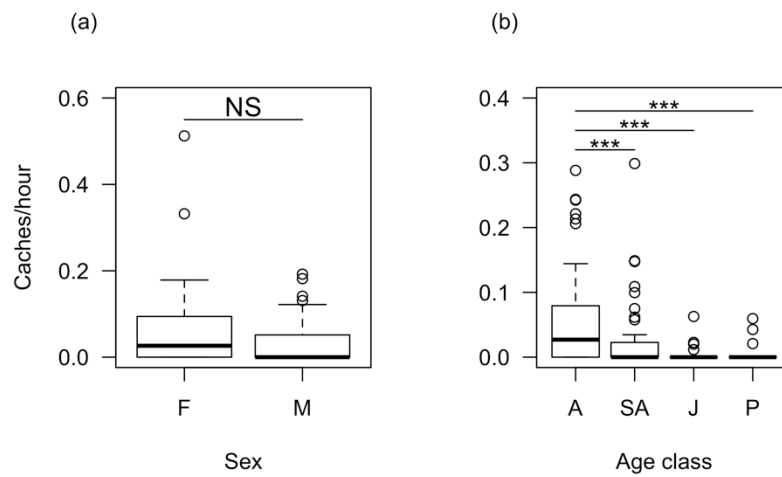 (a)
NS
0.6
0.4
0.2
0.0
Caches/hour
F M
Sex
(b)
***
***
***
0.4
0.3
0.2
0.1
0.0
A SA J P
Age class